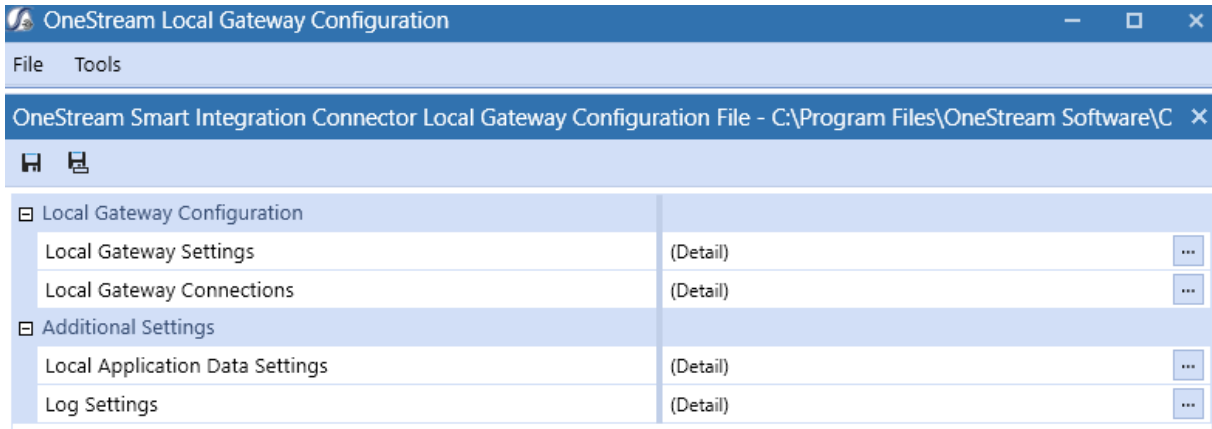 OneStream Local Gateway Configuration
File Tools
OneStream Smart Integration Connector Local Gateway Configuration File - C:\Program Files\OneStream Software\C
Local Gateway Configuration
Local Gateway Settings (Detail) ...
Local Gateway Connections (Detail) ...
Additional Settings
Local Application Data Settings (Detail) ...
Log Settings (Detail) ...